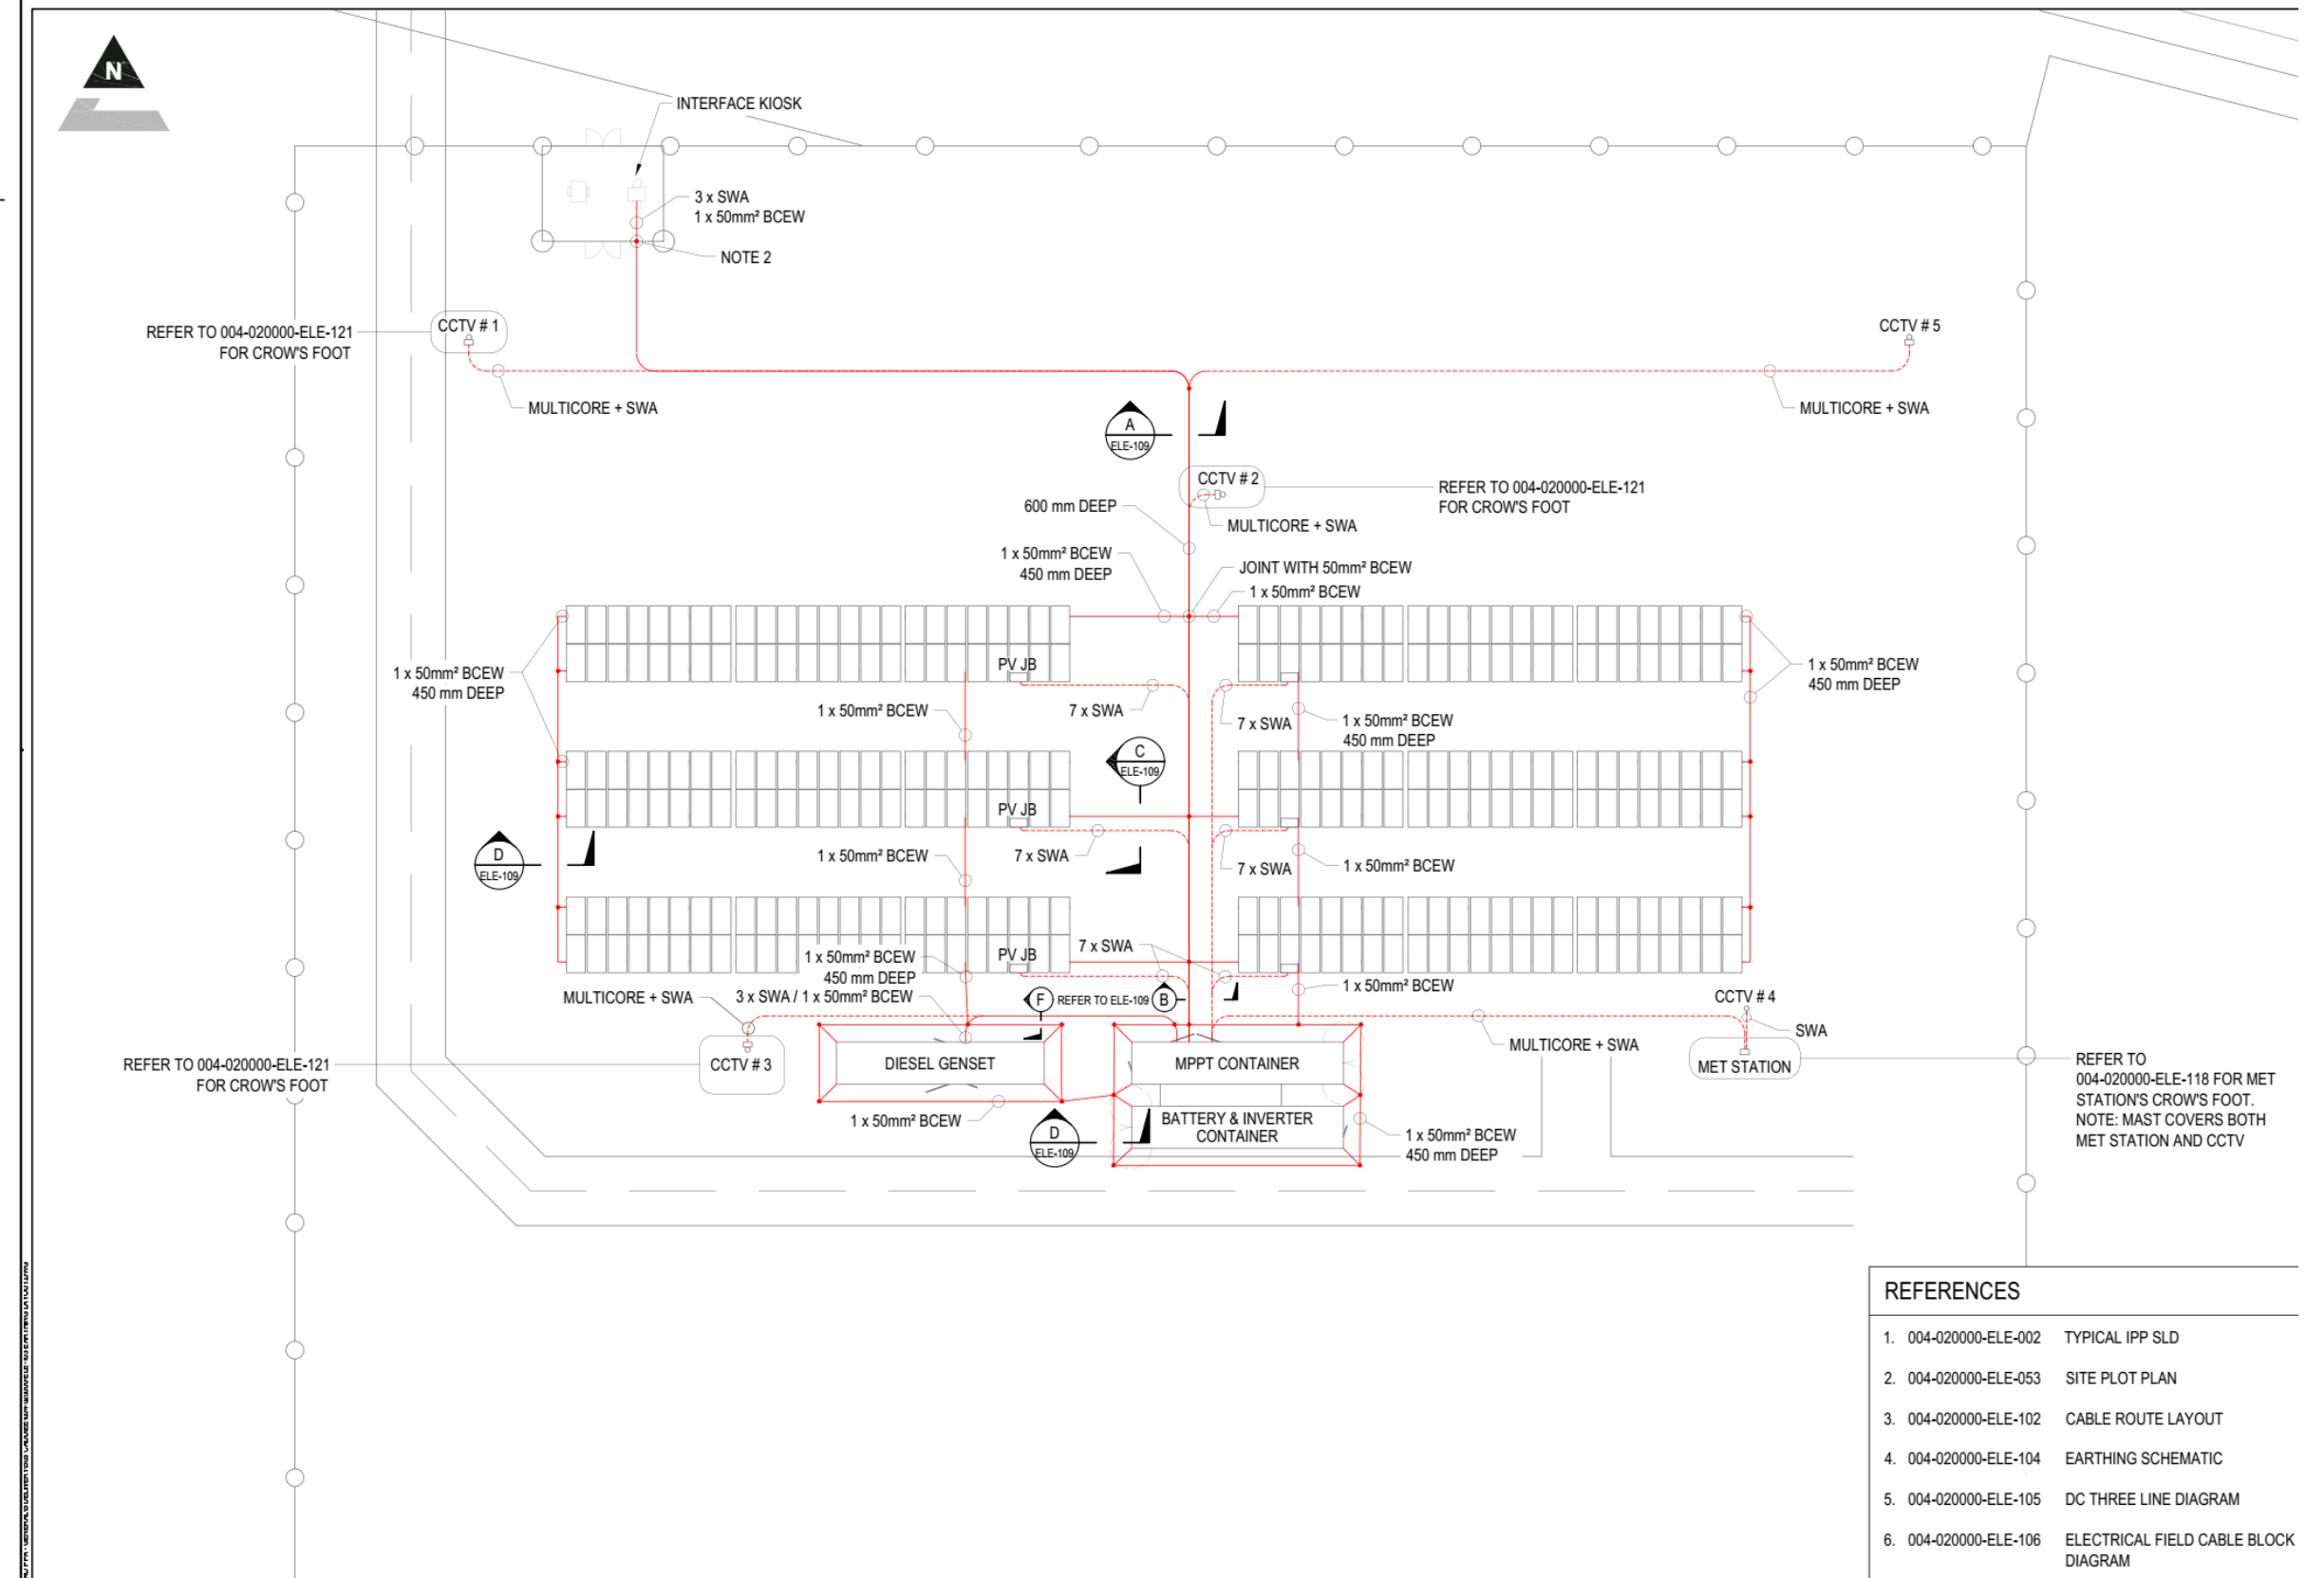 N
INTERFACE KIOSK
3 x SWA
1 x 50mm² BCEW
NOTE 2
REFER TO 004-020000-ELE-121
FOR CROW'S FOOT
CCTV # 1
MULTICORE + SWA
CCTV # 5
MULTICORE + SWA
A
ELE-109
CCTV # 2
REFER TO 004-020000-ELE-121
FOR CROW'S FOOT
600 mm DEEP
MULTICORE + SWA
1 x 50mm² BCEW
450 mm DEEP
JOINT WITH 50mm² BCEW
1 x 50mm² BCEW
1 x 50mm² BCEW
450 mm DEEP
PV JB
1 x 50mm² BCEW
450 mm DEEP
1 x 50mm² BCEW
7 x SWA
7 x SWA
1 x 50mm² BCEW
450 mm DEEP
C
ELE-109
PV JB
D
ELE-109
1 x 50mm² BCEW
7 x SWA
7 x SWA
1 x 50mm² BCEW
1 x 50mm² BCEW
450 mm DEEP
PV JB
7 x SWA
1 x 50mm² BCEW
MULTICORE + SWA
3 x SWA / 1 x 50mm² BCEW
F
REFER TO ELE-109
B
CCTV # 4
SWA
REFER TO 004-020000-ELE-121
FOR CROW'S FOOT
CCTV # 3
DIESEL GENSET
MPPT CONTAINER
MULTICORE + SWA
MET STATION
REFER TO
004-020000-ELE-118 FOR MET
STATION'S CROW'S FOOT.
NOTE: MAST COVERS BOTH
MET STATION AND CCTV
1 x 50mm² BCEW
D
ELE-109
BATTERY & INVERTER
CONTAINER
1 x 50mm² BCEW
450 mm DEEP
REFERENCES
1. 004-020000-ELE-002 TYPICAL IPP SLD
2. 004-020000-ELE-053 SITE PLOT PLAN
3. 004-020000-ELE-102 CABLE ROUTE LAYOUT
4. 004-020000-ELE-104 EARTHING SCHEMATIC
5. 004-020000-ELE-105 DC THREE LINE DIAGRAM
6. 004-020000-ELE-106 ELECTRICAL FIELD CABLE BLOCK
DIAGRAM